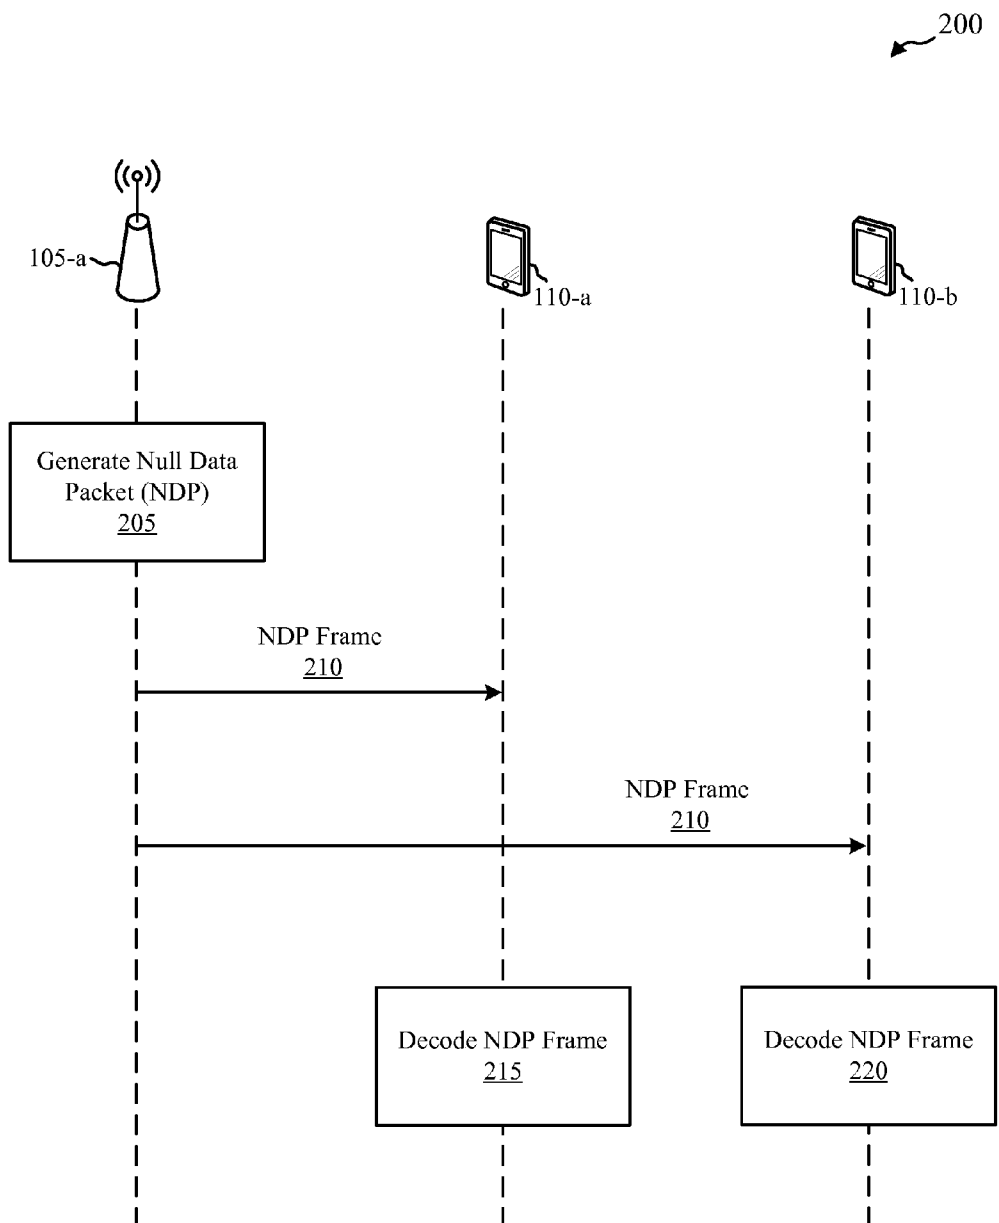 200
105-a
110-a
110-b
Generate Null Data
Packet (NDP)
205
NDP Frame
210
NDP Frame
210
Decode NDP Frame
215
Decode NDP Frame
220